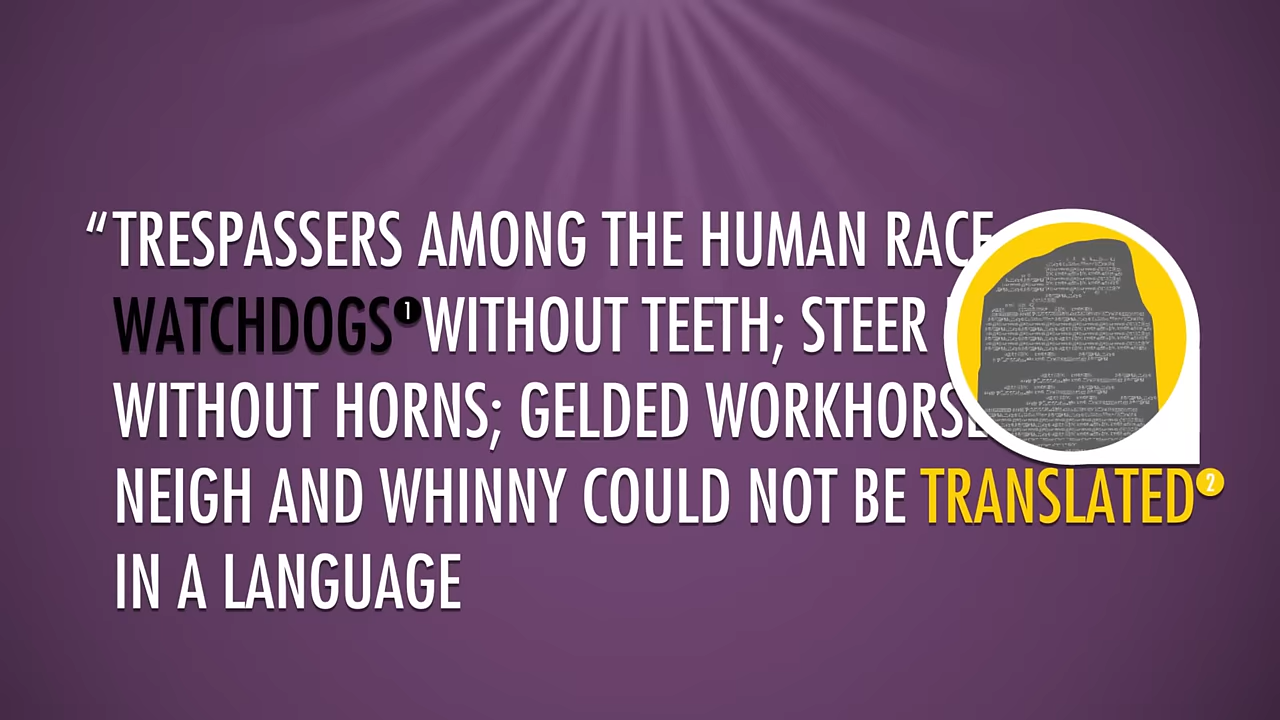 “TRESPASSERS AMONG THE HUMAN RACE
WATCHDOGS1 WITHOUT TEETH; STEER
WITHOUT HORNS; GELDED WORKHORSE
NEIGH AND WHINNY COULD NOT BE TRANSLATED2
IN A LANGUAGE